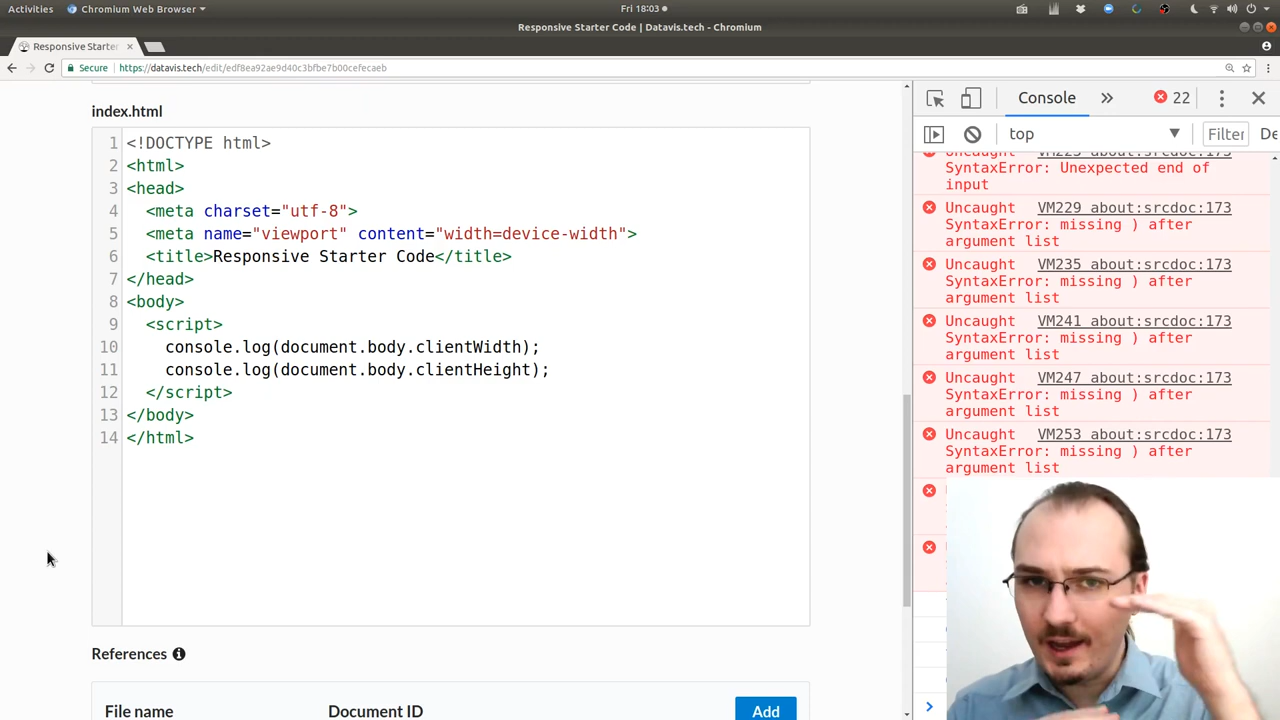 Activities Chromium Web Browser Fri 18:03
Responsive Starter Code | Datavis.tech - Chromium
Responsive Starter
Secure https://datavis.tech/edit/edf8ea92ae9d40c3bfbe7b00cefecaeb
index.html
1 <!DOCTYPE html>
2 <html>
3 <head>
4 <meta charset="utf-8">
5 <meta name="viewport" content="width=device-width">
6 <title>Responsive Starter Code</title>
7 </head>
8 <body>
9 <script>
10 console.log(document.body.clientWidth);
11 console.log(document.body.clientHeight);
12 </script>
13 </body>
14 </html>
References
File name Document ID Add
Console » 22
top Filter De
Uncaught VM223 about:srcdoc:173
SyntaxError: Unexpected end of
input
Uncaught VM229 about:srcdoc:173
SyntaxError: missing ) after
argument list
Uncaught VM235 about:srcdoc:173
SyntaxError: missing ) after
argument list
Uncaught VM241 about:srcdoc:173
SyntaxError: missing ) after
argument list
Uncaught VM247 about:srcdoc:173
SyntaxError: missing ) after
argument list
Uncaught VM253 about:srcdoc:173
SyntaxError: missing ) after
argument list